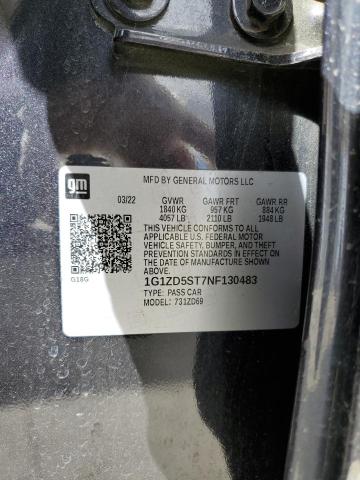 gm
MFD BY GENERAL MOTORS LLC
03/22
GVWR GAWR FRT GAWR RR
1840 KG 957 KG 884 KG
4057 LB 2110 LB 1948 LB
THIS VEHICLE CONFORMS TO ALL
APPLICABLE U.S. FEDERAL MOTOR
VEHICLE SAFETY, BUMPER, AND THEFT
PREVENTION STANDARDS IN EFFECT
ON THE DATE OF MANUFACTURE SHOWN
ABOVE.
1G1ZD5ST7NF130483
TYPE: PASS CAR
MODEL: 731ZD69
G18G